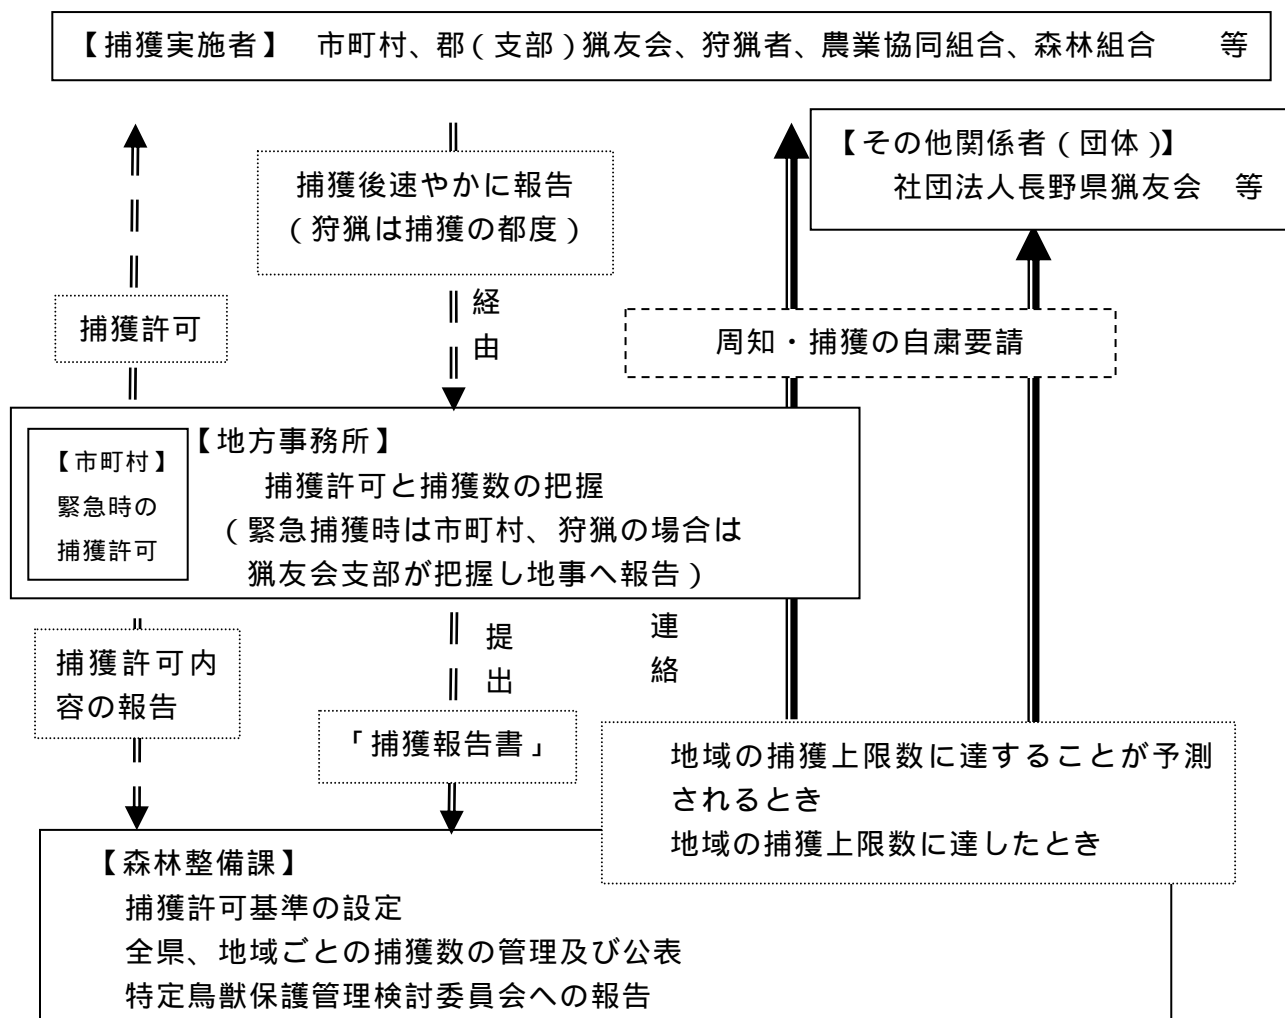 【捕獲実施者】　市町村、郡（支部）猟友会、狩猟者、農業協同組合、森林組合　　等
【その他関係者（団体）】
社団法人長野県猟友会　等
捕獲後速やかに報告
（狩猟は捕獲の都度）
捕獲許可
経由
周知・捕獲の自粛要請
【市町村】
緊急時の
捕獲許可
【地方事務所】
捕獲許可と捕獲数の把握
（緊急捕獲時は市町村、狩猟の場合は
猟友会支部が把握し地事へ報告）
捕獲許可内
容の報告
提出
連絡
「捕獲報告書」
地域の捕獲上限数に達することが予測
されるとき
地域の捕獲上限数に達したとき
【森林整備課】
捕獲許可基準の設定
全県、地域ごとの捕獲数の管理及び公表
特定鳥獣保護管理検討委員会への報告